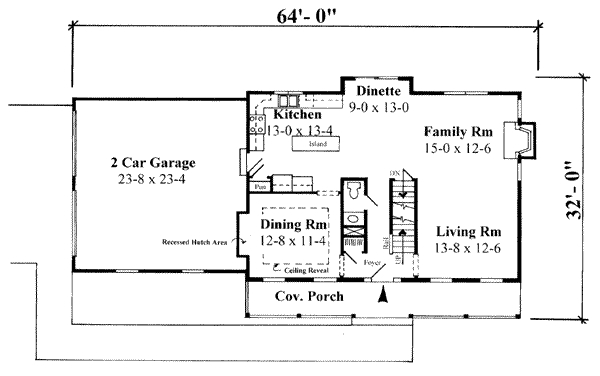 64'- 0"
Dinette
9-0 x 13-0
Kitchen
13-0 x 13-4
Island
Family Rm
15-0 x 12-6
2 Car Garage
23-8 x 23-4
32'- 0"
DN
Pan
Dining Rm
12-8 x 11-4
Recessed Hutch Area
Living Rm
13-8 x 12-6
Rail
UP
Foyer
Ceiling Reveal
Cov. Porch